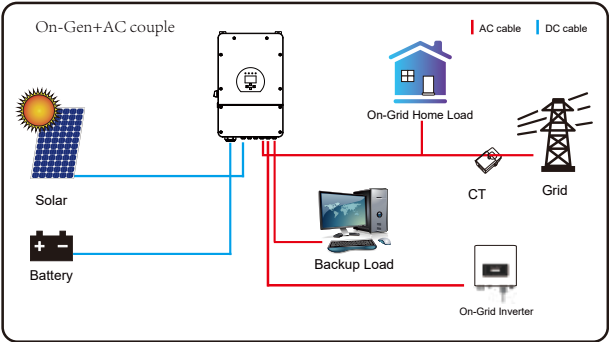 On-Gen+AC couple
AC cable
DC cable
On-Grid Home Load
Solar
CT
Grid
Battery
Backup Load
On-Grid Inverter